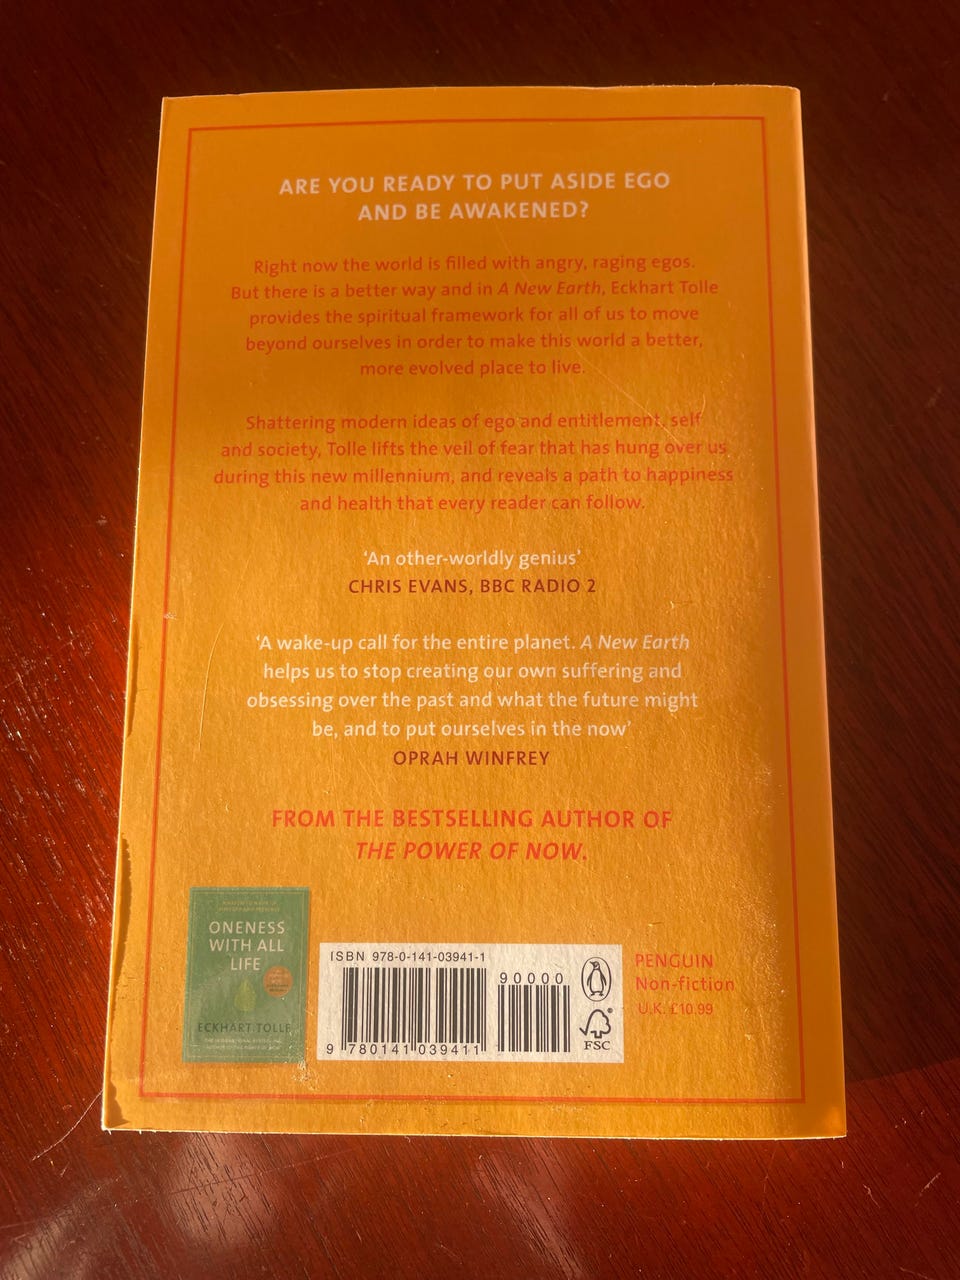 ARE YOU READY TO PUT ASIDE EGO
AND BE AWAKENED?
Right now the world is filled with angry, raging egos.
But there is a better way and in A New Earth, Eckhart Tolle
provides the spiritual framework for all of us to move
beyond ourselves in order to make this world a better,
more evolved place to live.
Shattering modern ideas of ego and entitlement, self
and society, Tolle lifts the veil of fear that has hung over us
during this new millennium, and reveals a path to happiness
and health that every reader can follow.
‘An other-worldly genius’
CHRIS EVANS, BBC RADIO 2
‘A wake-up call for the entire planet. A New Earth
helps us to stop creating our own suffering and
obsessing over the past and what the future might
be, and to put ourselves in the now’
OPRAH WINFREY
FROM THE BESTSELLING AUTHOR OF
THE POWER OF NOW.
ONENESS
WITH ALL
LIFE
ECKHART TOLLE
ISBN 978-0-141-03941-1
90000
9 780141 039411
FSC
PENGUIN
Non-fiction
U.K. £10.99